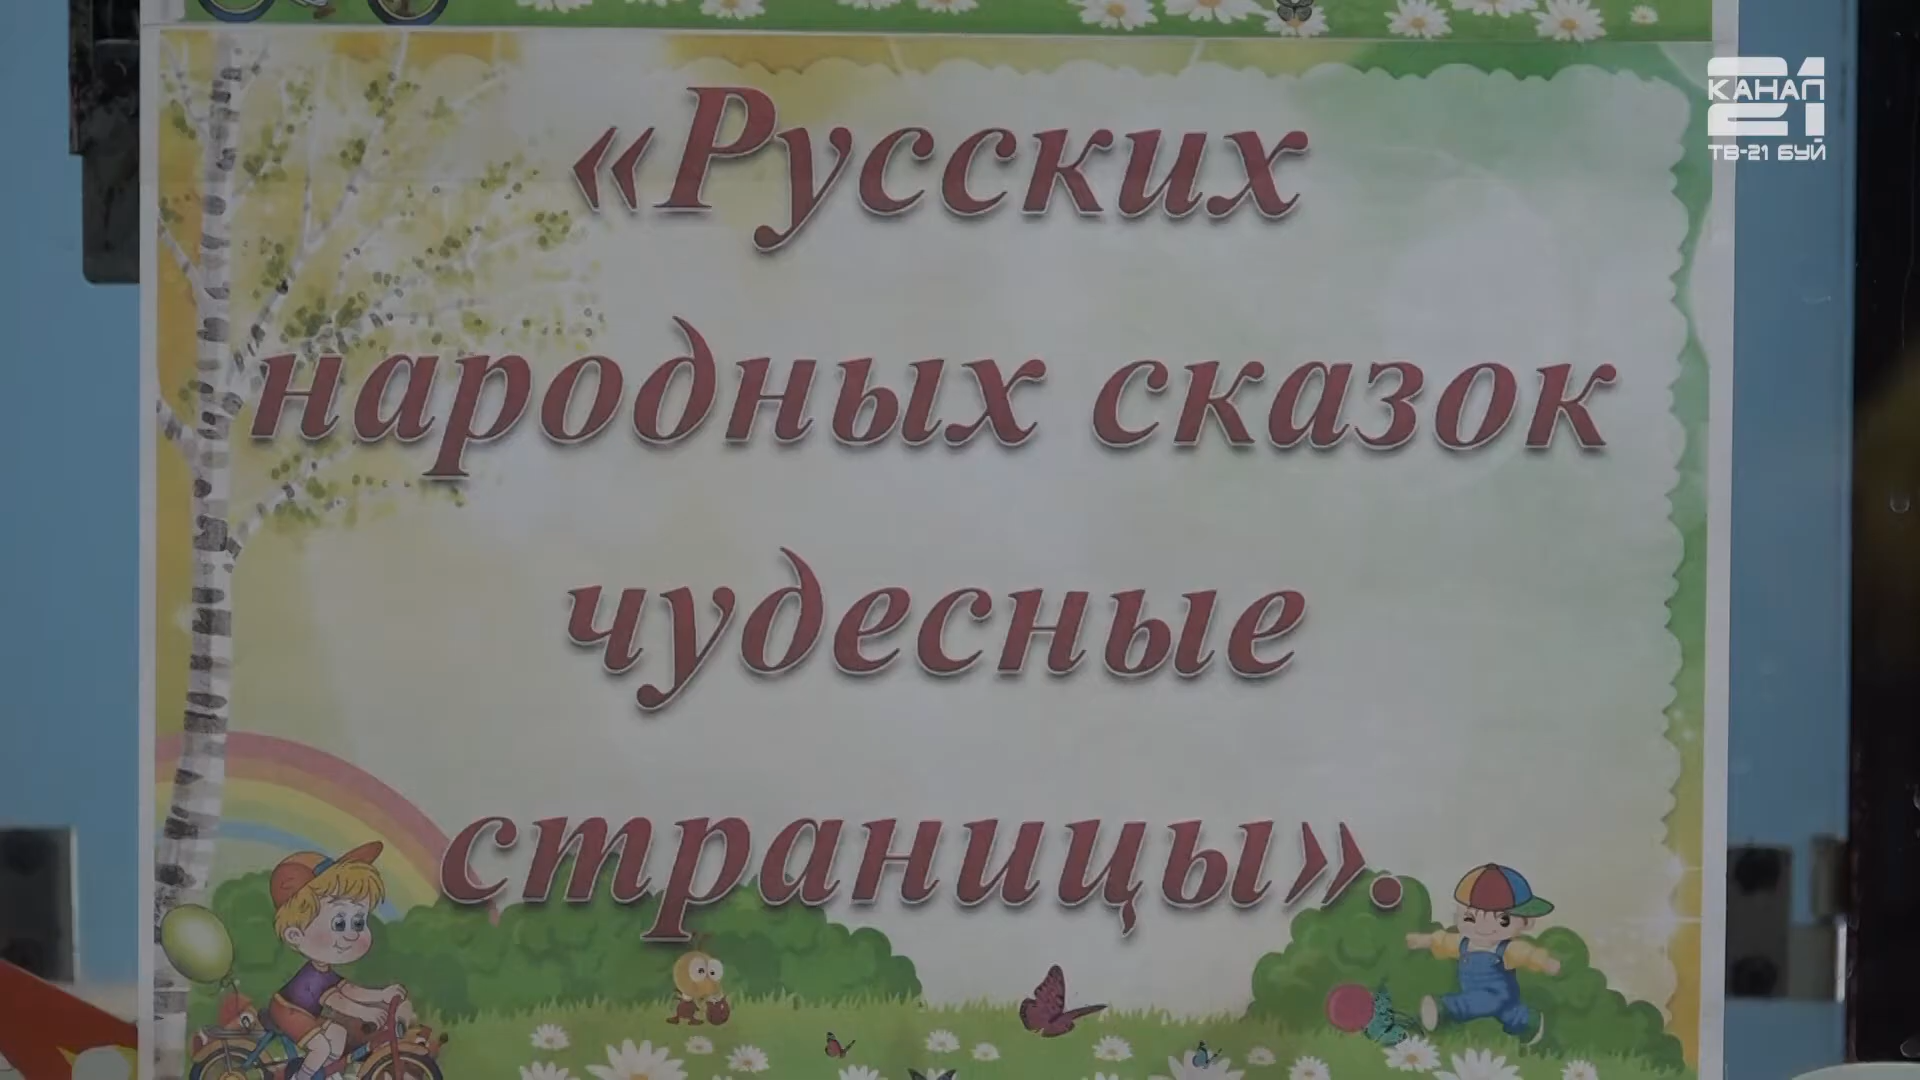 «Русских
народных сказок
чудесные
страницы».
КАНАЛ
21
ТВ-21 БУЙ